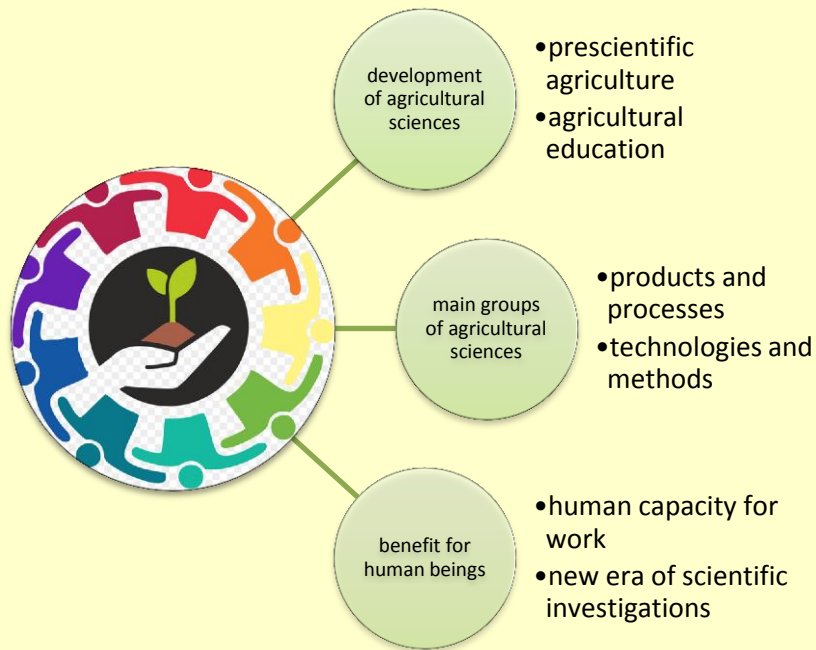 development
of agricultural
sciences
•prescientific
agriculture
•agricultural
education
main groups
of agricultural
sciences
•products and
processes
•technologies and
methods
benefit for
human beings
•human capacity for
work
•new era of scientific
investigations